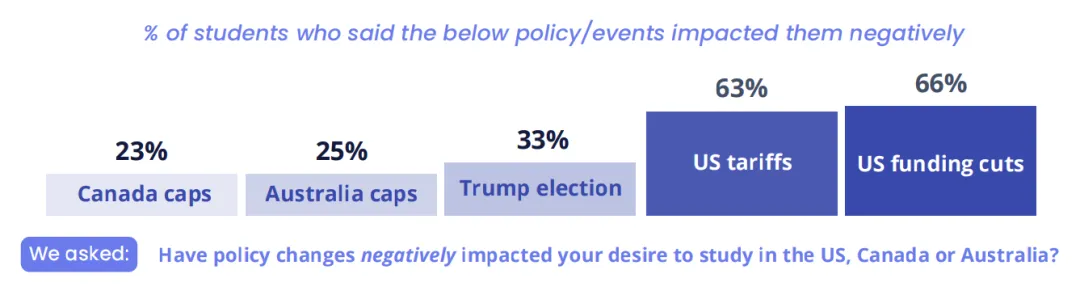 % of students who said the below policy/events impacted them negatively
23%
Canada caps
25%
Australia caps
33%
Trump election
63%
US tariffs
66%
US funding cuts
We asked: Have policy changes negatively impacted your desire to study in the US, Canada or Australia?